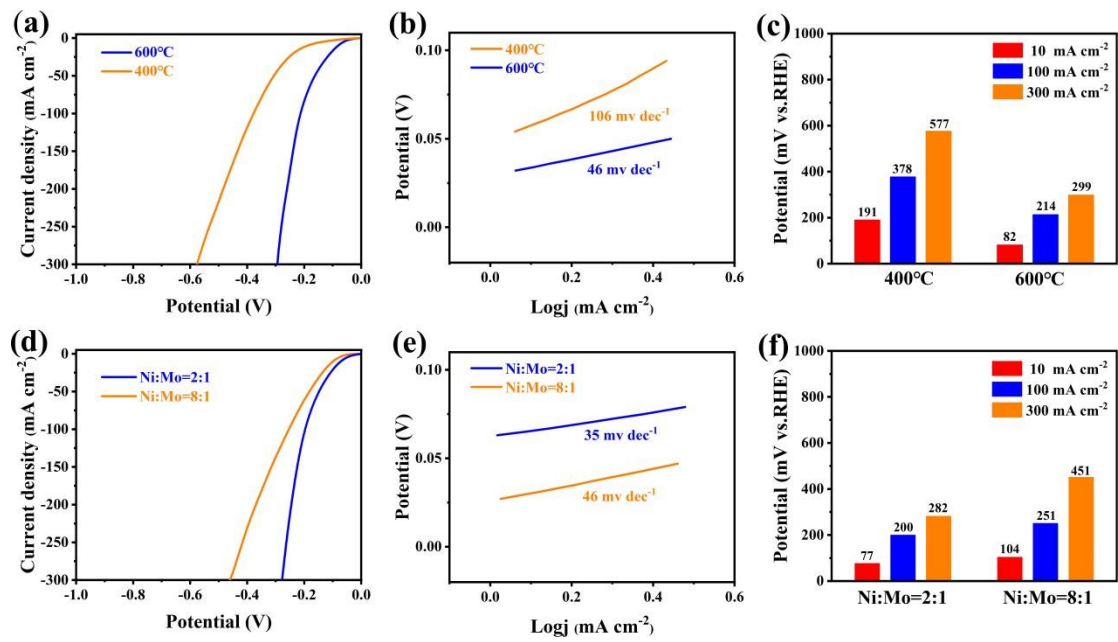 (a)
600℃
400℃
0
-50
-100
-150
-200
-250
-300
-1.0 -0.8 -0.6 -0.4 -0.2 0.0
Current density (mA cm⁻²)
Potential (V)
(b)
400℃
600℃
106 mv dec⁻¹
46 mv dec⁻¹
0.10
0.05
0.00
0.0 0.2 0.4 0.6
Potential (V)
Logj (mA cm⁻²)
(c)
10 mA cm⁻²
100 mA cm⁻²
300 mA cm⁻²
1000
800
600
400
200
0
191 378 577
82 214 299
400℃ 600℃
Potential (mV vs.RHE)
(d)
Ni:Mo=2:1
Ni:Mo=8:1
0
-50
-100
-150
-200
-250
-300
-1.0 -0.8 -0.6 -0.4 -0.2 0.0
Current density (mA cm⁻²)
Potential (V)
(e)
Ni:Mo=2:1
Ni:Mo=8:1
35 mv dec⁻¹
46 mv dec⁻¹
0.10
0.05
0.00
0.0 0.2 0.4 0.6
Potential (V)
Logj (mA cm⁻²)
(f)
10 mA cm⁻²
100 mA cm⁻²
300 mA cm⁻²
1000
800
600
400
200
0
77 200 282
104 251 451
Ni:Mo=2:1 Ni:Mo=8:1
Potential (mV vs.RHE)